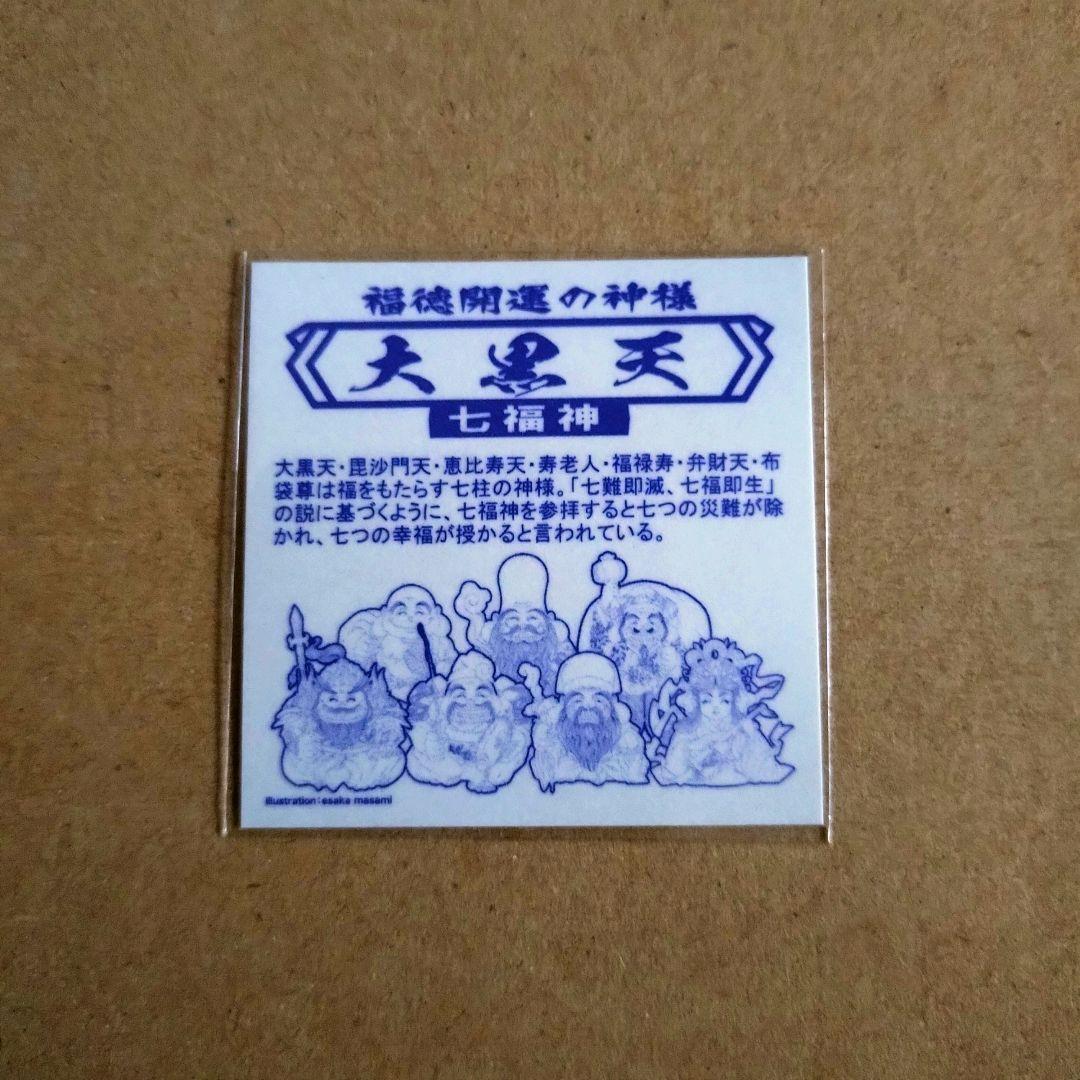 福徳開運の神様
大黒天
七福神
大黒天・毘沙門天・恵比寿天・寿老人・福禄寿・弁財天・布
袋尊は福をもたらす七柱の神様。「七難即滅、七福即生」
の説に基づくように、七福神を参拝すると七つの災難が除
かれ、七つの幸福が授かると言われている。
illustration:esaka masami